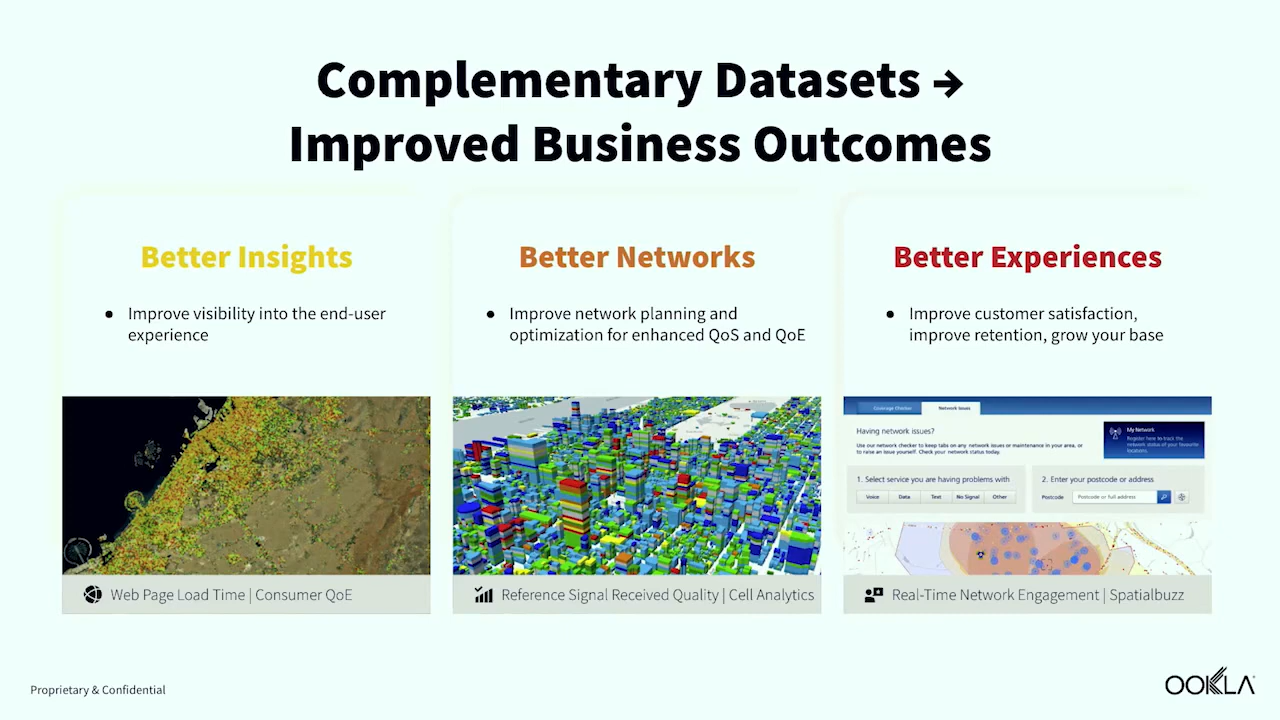 Complementary Datasets →
Improved Business Outcomes
Better Insights
● Improve visibility into the end-user
experience
Web Page Load Time | Consumer QoE
Better Networks
● Improve network planning and
optimization for enhanced QoS and QoE
Reference Signal Received Quality | Cell Analytics
Better Experiences
● Improve customer satisfaction,
improve retention, grow your base
Coverage Checker
Network Issues
Having network issues?
Use our network checker to keep tabs on any network issues or maintenance in your area, or
to raise an issue yourself. Check your network status today.
My Network
Register here to track the
network status of your favourite
locations.
1. Select service you are having problems with
Voice
Data
Text
No Signal
Other
2. Enter your postcode or address
Postcode
Postcode or full address
Real-Time Network Engagement | Spatialbuzz
Proprietary & Confidential
OOKLA